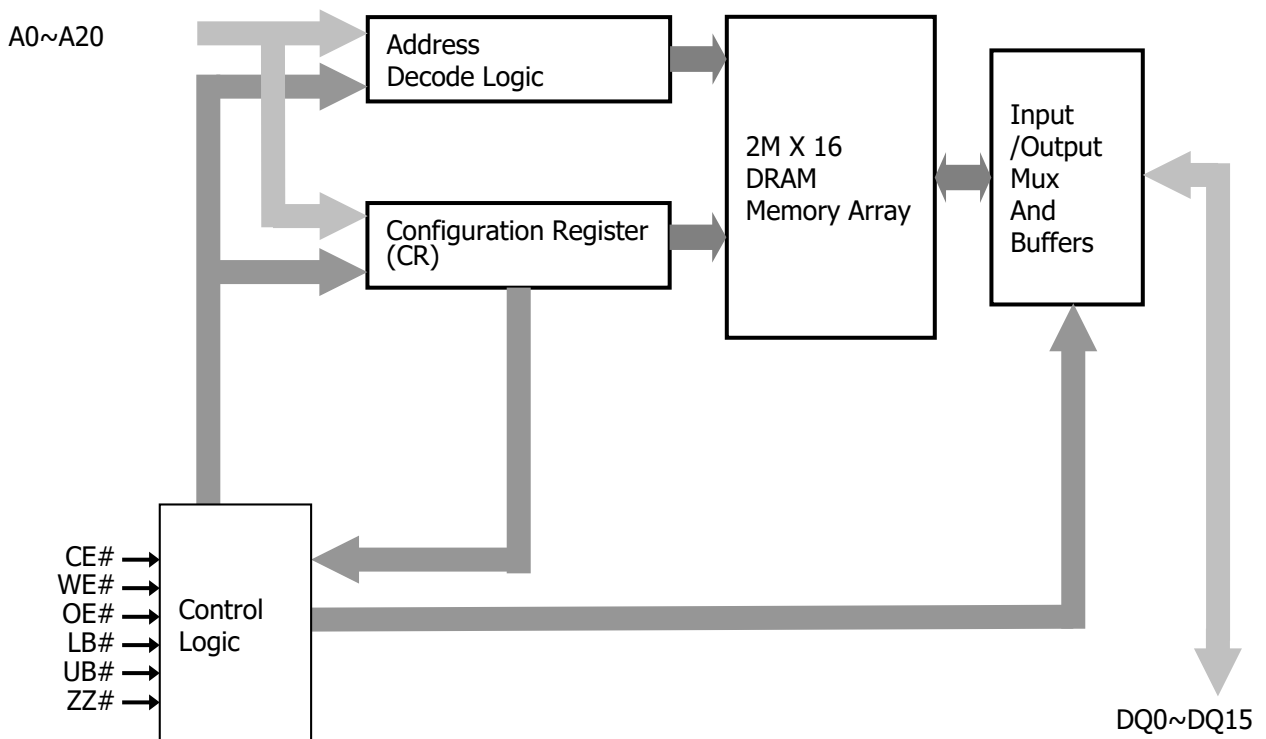 A0~A20
Address
Decode Logic
Configuration Register
(CR)
2M X 16
DRAM
Memory Array
Input
/Output
Mux
And
Buffers
CE#
WE#
OE#
LB#
UB#
ZZ#
Control
Logic
DQ0~DQ15